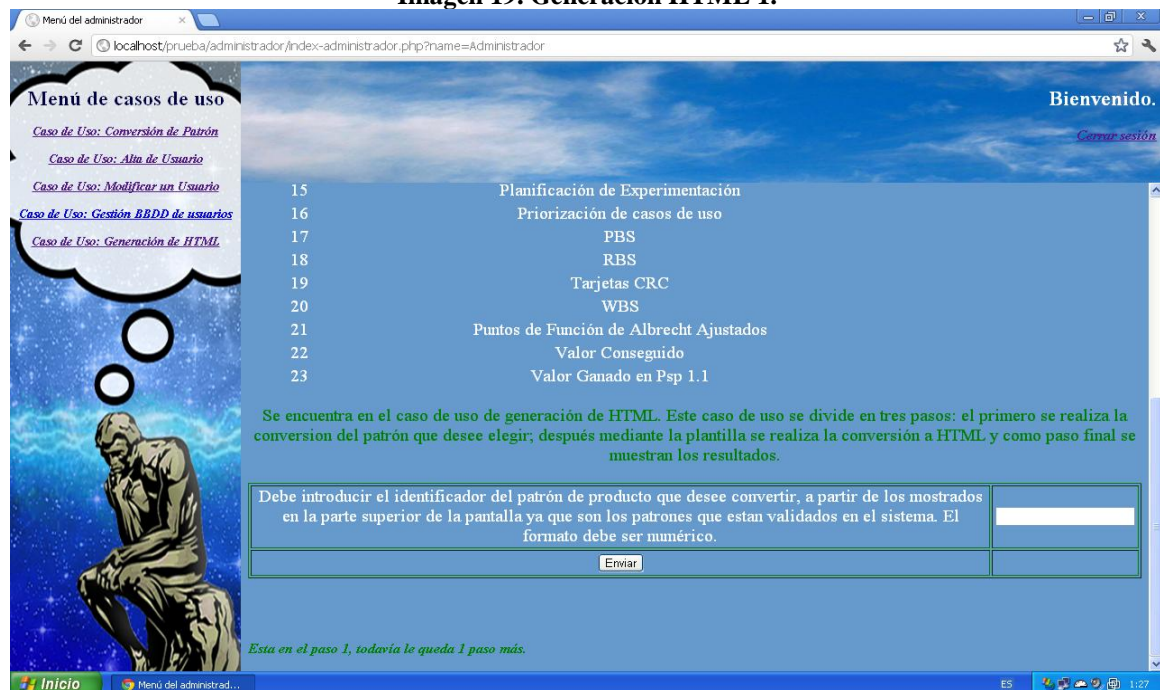 Imagen 19. Generación HTML 1.
Menú del administrador
localhost/prueba/administrador/index-administrador.php?name=Administrador
Menú de casos de uso
Caso de Uso: Conversión de Patrón
Caso de Uso: Alta de Usuario
Caso de Uso: Modificar un Usuario
Caso de Uso: Gestión BBDD de usuarios
Caso de Uso: Generación de HTML
Bienvenido.
Cerrar sesión
15 Planificación de Experimentación
16 Priorización de casos de uso
17 PBS
18 RBS
19 Tarjetas CRC
20 WBS
21 Puntos de Función de Albrecht Ajustados
22 Valor Conseguido
23 Valor Ganado en Psp 1.1
Se encuentra en el caso de uso de generación de HTML. Este caso de uso se divide en tres pasos: el primero se realiza la
conversion del patrón que desee elegir; después mediante la plantilla se realiza la conversión a HTML y como paso final se
muestran los resultados.
Debe introducir el identificador del patrón de producto que desee convertir, a partir de los mostrados
en la parte superior de la pantalla ya que son los patrones que estan validados en el sistema. El
formato debe ser numérico.
Enviar
Esta en el paso 1, todavía le queda 1 paso más.
Inicio
Menú del administrad...
ES
1:27